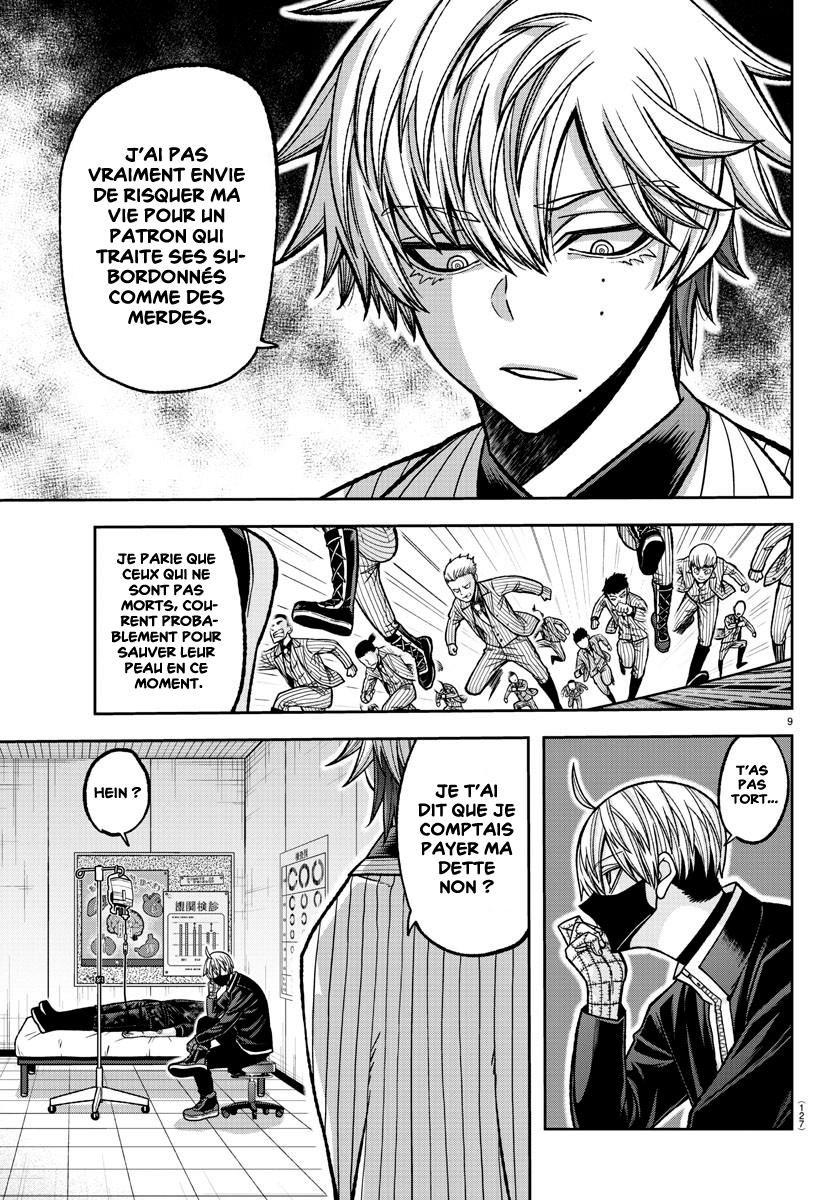 J'AI PAS
VRAIMENT ENVIE
DE RISQUER MA
VIE POUR UN
PATRON QUI
TRAITE SES SU-
BORDONNÉS
COMME DES
MERDES.
JE PARIE QUE
CEUX QUI NE
SONT PAS
MORTS, COU-
RENT PROBA-
BLEMENT POUR
SAUVER LEUR
PEAU EN CE
MOMENT.
9
T'AS
PAS
TORT...
JE T'AI
DIT QUE JE
COMPTAIS
PAYER MA
DETTE
NON ?
HEIN ?
(127)